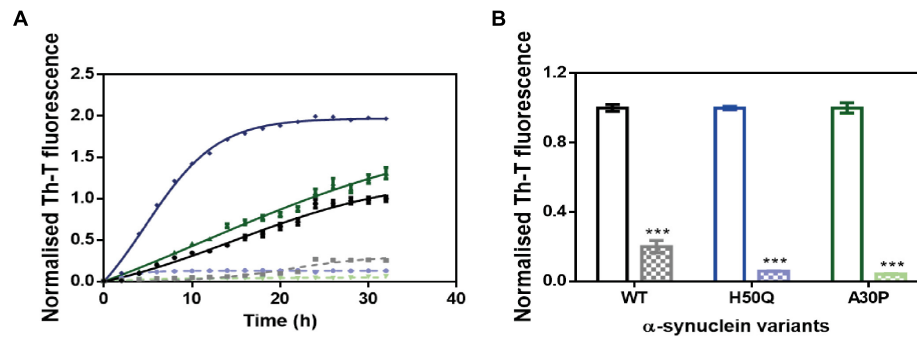 A
Normalised Th-T fluorescence
2.5
2.0
1.5
1.0
0.5
0.0
0
10
20
30
40
Time (h)
B
Normalised Th-T fluorescence
1.2
0.8
0.4
0.0
***
***
***
WT
H50Q
A30P
α-synuclein variants